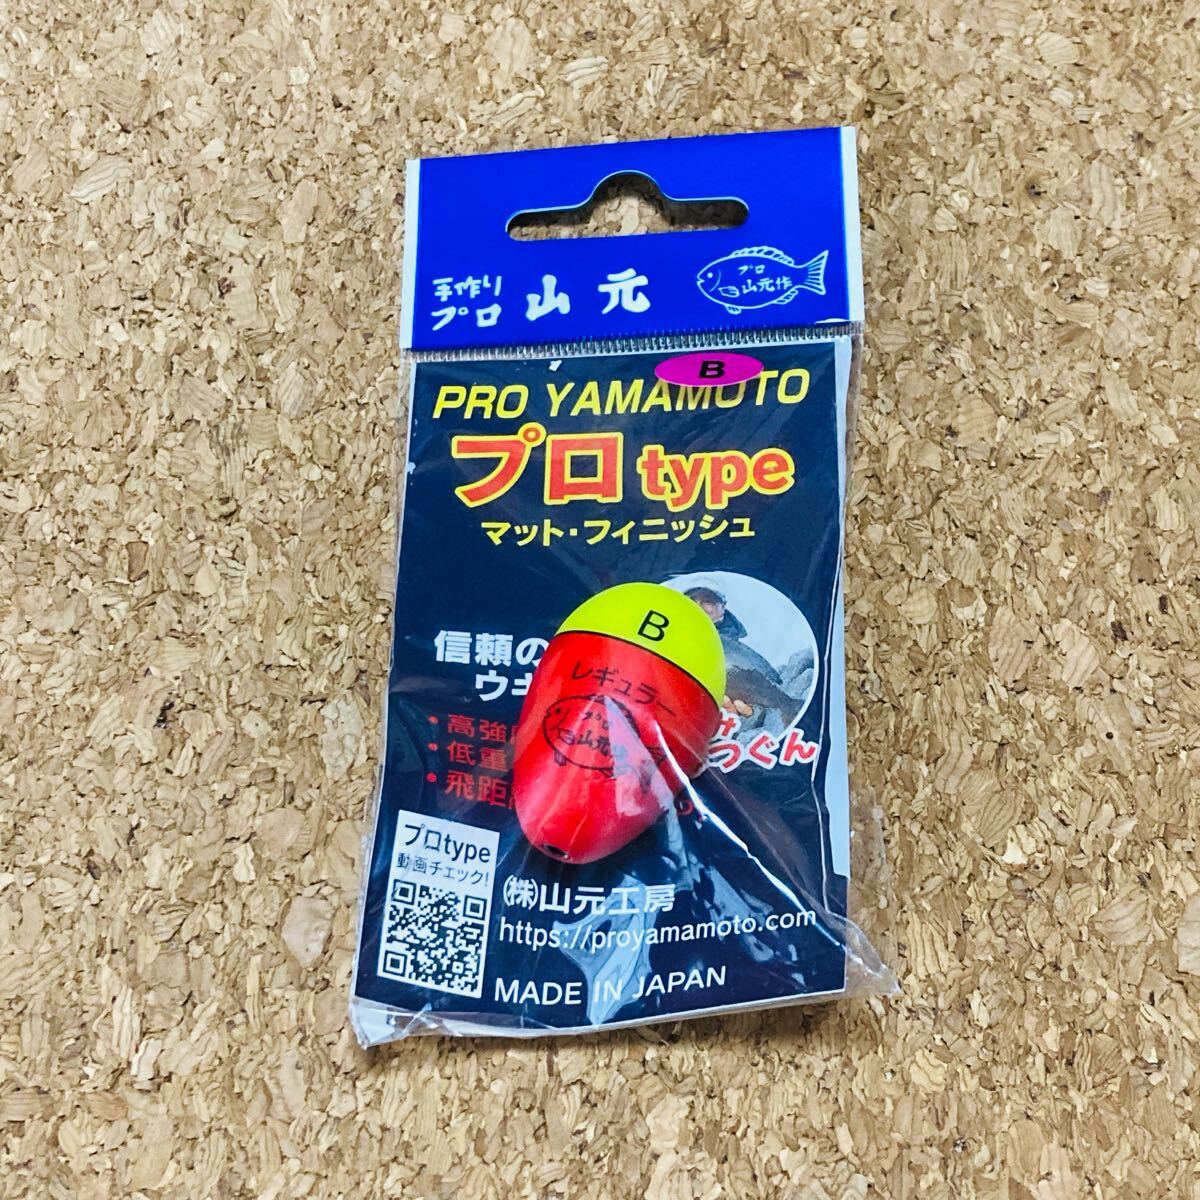 手作り
プロ 山元
プロ
山元作
B
PRO YAMAMOTO
プロtype
マット・フィニッシュ
B
レギュラー
プロ
山元作
信頼の
ウキ
・高強
・低重
・飛距
つぐん
プロtype
動画チェック!
㈱山元工房
https://proyamamoto.com
MADE IN JAPAN